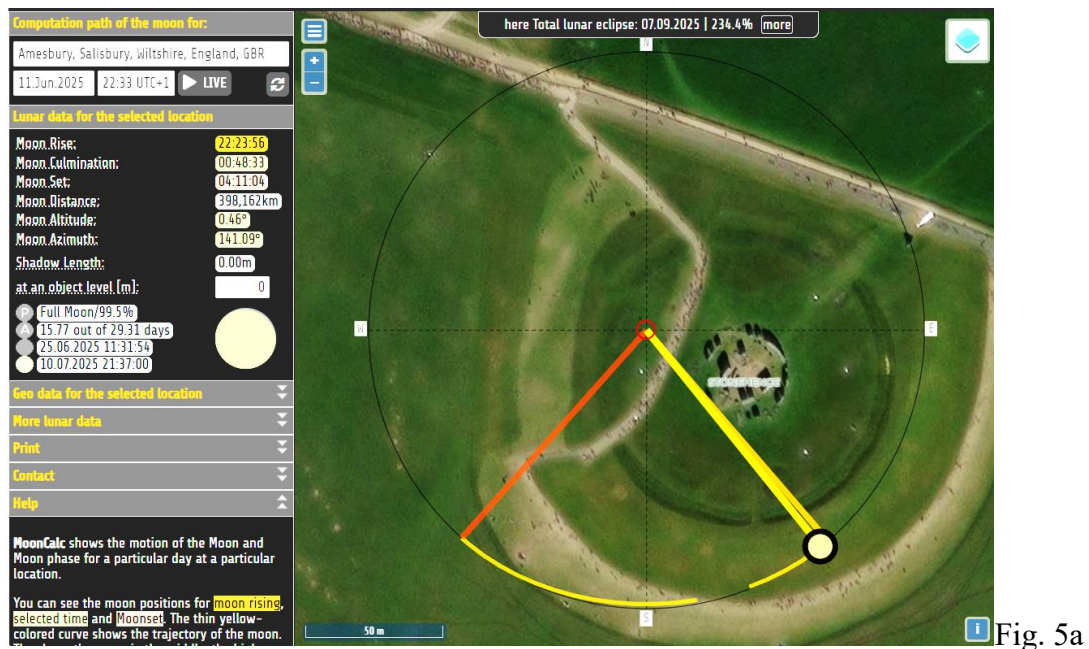 Computation path of the moon for:
Amesbury, Salisbury, Wiltshire, England, GBR
11.Jun.2025 22:33 UTC+1 LIVE
Lunar data for the selected location
Moon Rise: 22:23:56
Moon Culmination: 00:48:33
Moon Set: 04:11:04
Moon Distance: 398,162km
Moon Altitude: 0.46°
Moon Azimuth: 141.09°
Shadow Length: 0.00m
at an object level [m]: 0
P Full Moon/99.5%
A 15.77 out of 29.31 days
25.06.2025 11:31:54
10.07.2025 21:37:00
Geo data for the selected location
More lunar data
Print
Contact
Help
MoonCalc shows the motion of the Moon and
Moon phase for a particular day at a particular
location.
You can see the moon positions for moon rising,
selected time and Moonset. The thin yellow-
colored curve shows the trajectory of the moon.
here Total lunar eclipse: 07.09.2025 | 234.4% more
+
−
N
W
E
STONEHENGE
S
50 m
i
Fig. 5a